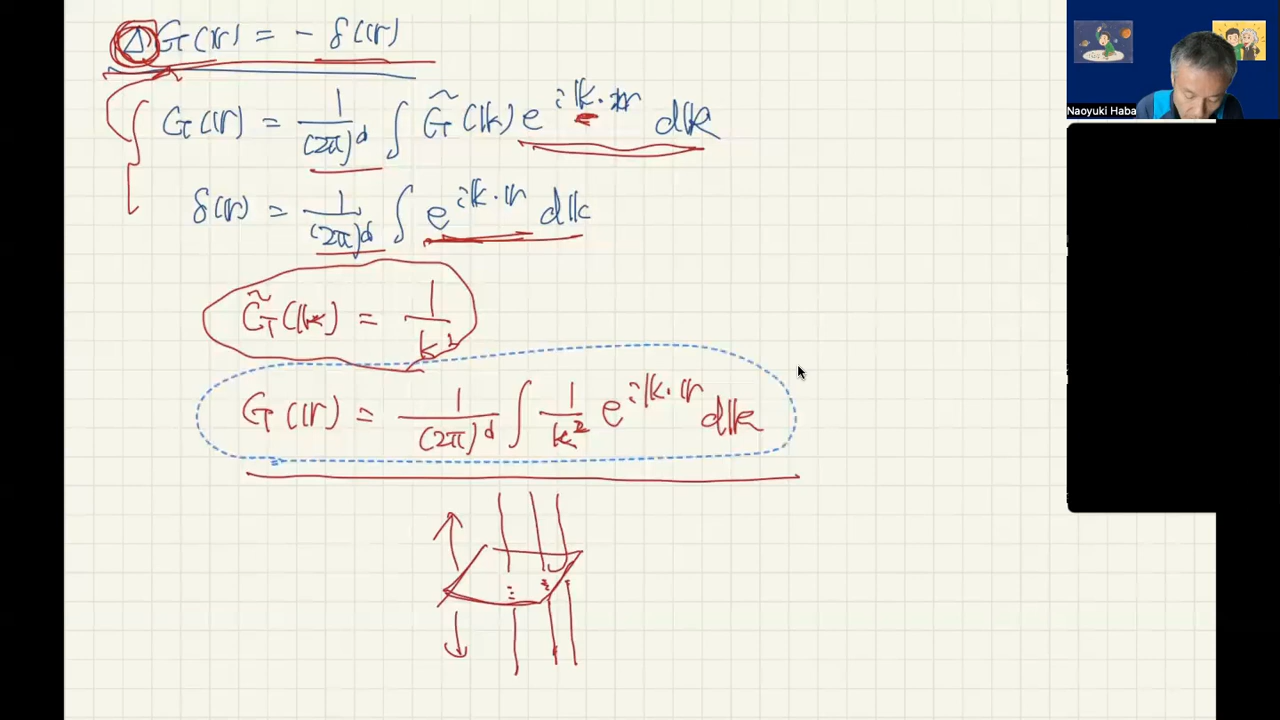 ΔG(𝕣) = − δ(𝕣)
G(𝕣) = 1/(2π)^d ∫ G̃(𝕜) e^{i𝕜·𝕣} d𝕜
δ(𝕣) = 1/(2π)^d ∫ e^{i𝕜·𝕣} d𝕜
G̃(𝕜) = 1/k²
G(𝕣) = 1/(2π)^d ∫ 1/k² e^{i𝕜·𝕣} d𝕜
Naoyuki Haba